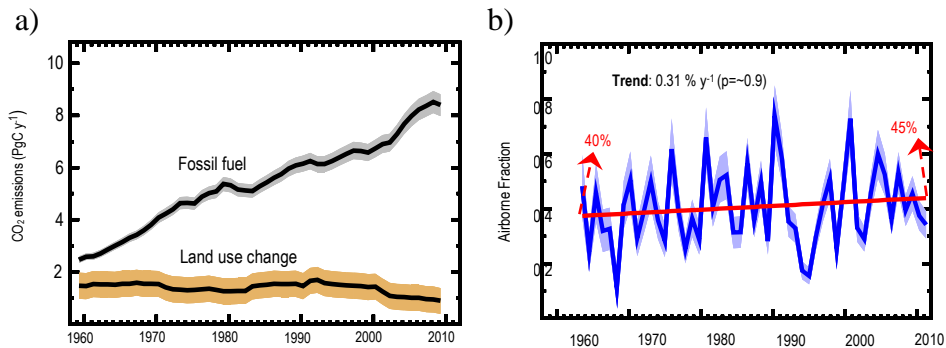 a)
CO2 emissions (PgC y-1)
10
8
6
4
2
Fossil fuel
Land use change
1960 1970 1980 1990 2000 2010
b)
Airborne Fraction
1 0
0 8
0 6
0 4
0 2
Trend: 0.31 % y-1 (p=~0.9)
40%
45%
1960 1970 1980 1990 2000 2010